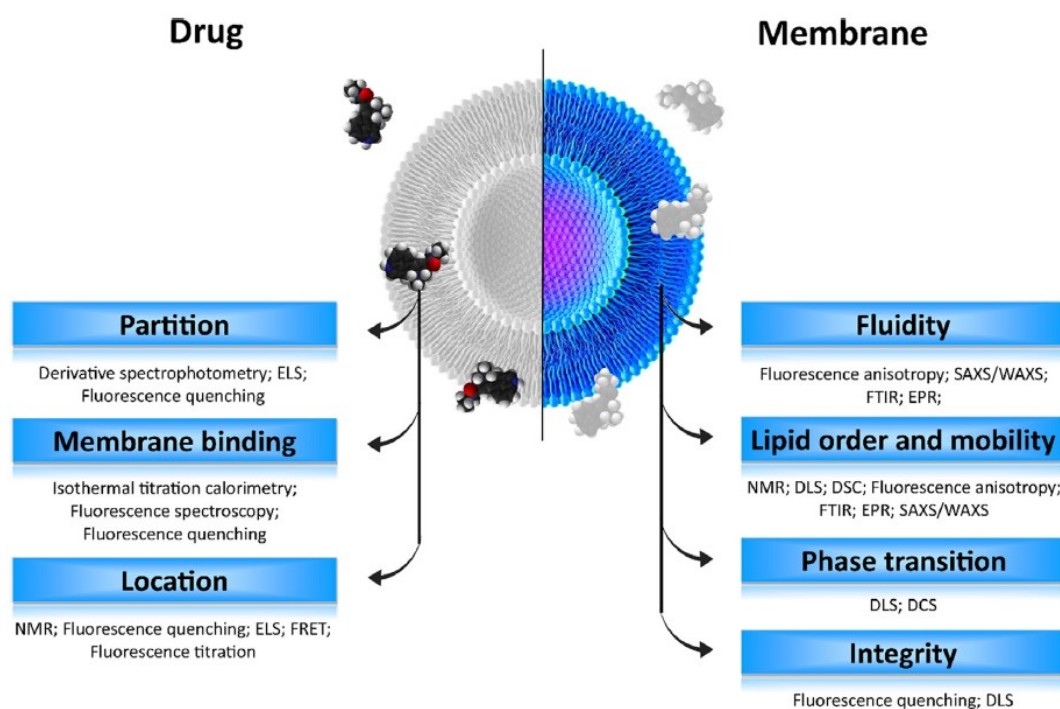 Drug
Membrane
Partition
Derivative spectrophotometry; ELS;
Fluorescence quenching
Membrane binding
Isothermal titration calorimetry;
Fluorescence spectroscopy;
Fluorescence quenching
Location
NMR; Fluorescence quenching; ELS; FRET;
Fluorescence titration
Fluidity
Fluorescence anisotropy; SAXS/WAXS;
FTIR; EPR;
Lipid order and mobility
NMR; DLS; DSC; Fluorescence anisotropy;
FTIR; EPR; SAXS/WAXS
Phase transition
DLS; DCS
Integrity
Fluorescence quenching; DLS